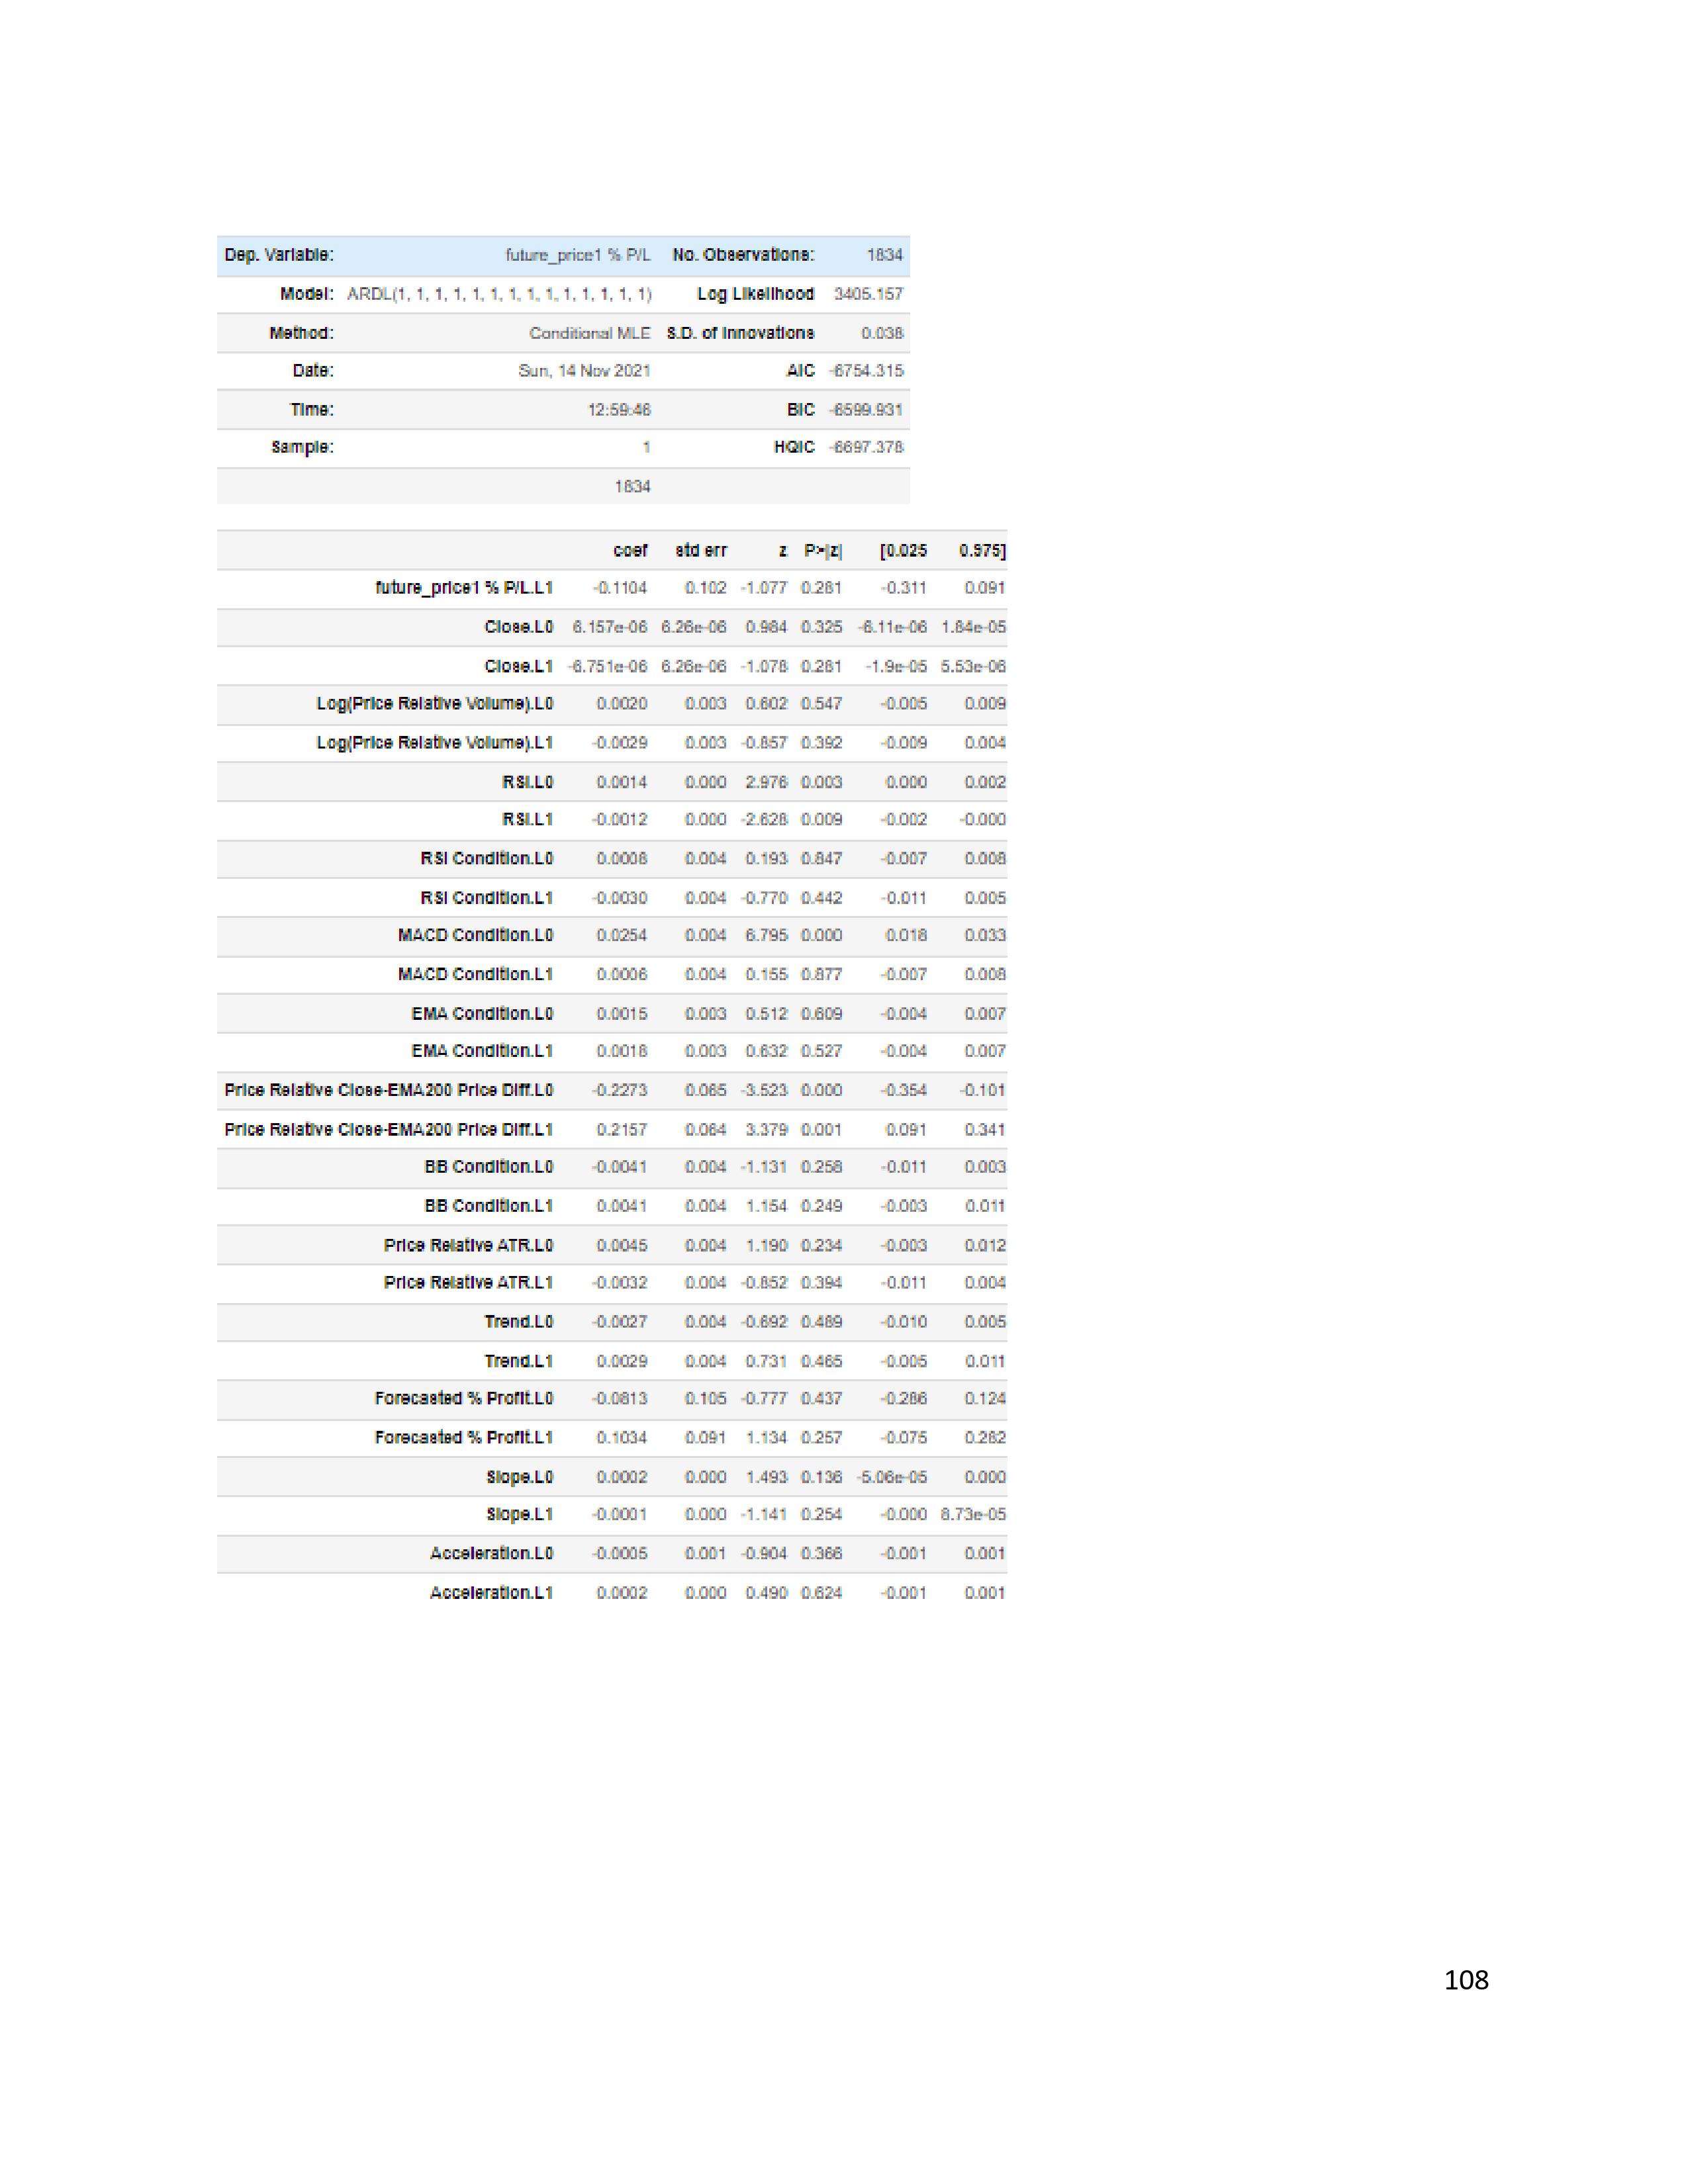 Dep. Variable: future_price1 % P/L No. Observations: 1834
Model: ARDL(1, 1, 1, 1, 1, 1, 1, 1, 1, 1, 1, 1, 1, 1) Log Likelihood 3405.157
Method: Conditional MLE S.D. of Innovations 0.038
Date: Sun, 14 Nov 2021 AIC -6754.315
Time: 12:59:46 BIC -6599.931
Sample: 1 HQIC -6697.378
1834
coef std err z P>|z| [0.025 0.975]
future_price1 % P/L.L1 -0.1104 0.102 -1.077 0.281 -0.311 0.091
Close.L0 6.157e-06 6.26e-06 0.984 0.325 -6.11e-06 1.84e-05
Close.L1 -6.751e-06 6.26e-06 -1.078 0.281 -1.9e-05 5.53e-06
Log(Price Relative Volume).L0 0.0020 0.003 0.602 0.547 -0.005 0.009
Log(Price Relative Volume).L1 -0.0029 0.003 -0.857 0.392 -0.009 0.004
RSI.L0 0.0014 0.000 2.976 0.003 0.000 0.002
RSI.L1 -0.0012 0.000 -2.628 0.009 -0.002 -0.000
RSI Condition.L0 0.0008 0.004 0.193 0.847 -0.007 0.008
RSI Condition.L1 -0.0030 0.004 -0.770 0.442 -0.011 0.005
MACD Condition.L0 0.0254 0.004 6.795 0.000 0.018 0.033
MACD Condition.L1 0.0006 0.004 0.155 0.877 -0.007 0.008
EMA Condition.L0 0.0015 0.003 0.512 0.609 -0.004 0.007
EMA Condition.L1 0.0018 0.003 0.632 0.527 -0.004 0.007
Price Relative Close-EMA200 Price Diff.L0 -0.2273 0.065 -3.523 0.000 -0.354 -0.101
Price Relative Close-EMA200 Price Diff.L1 0.2157 0.064 3.379 0.001 0.091 0.341
BB Condition.L0 -0.0041 0.004 -1.131 0.258 -0.011 0.003
BB Condition.L1 0.0041 0.004 1.154 0.249 -0.003 0.011
Price Relative ATR.L0 0.0045 0.004 1.190 0.234 -0.003 0.012
Price Relative ATR.L1 -0.0032 0.004 -0.852 0.394 -0.011 0.004
Trend.L0 -0.0027 0.004 -0.692 0.489 -0.010 0.005
Trend.L1 0.0029 0.004 0.731 0.465 -0.005 0.011
Forecasted % Profit.L0 -0.0813 0.105 -0.777 0.437 -0.286 0.124
Forecasted % Profit.L1 0.1034 0.091 1.134 0.257 -0.075 0.282
Slope.L0 0.0002 0.000 1.493 0.136 -5.06e-05 0.000
Slope.L1 -0.0001 0.000 -1.141 0.254 -0.000 8.73e-05
Acceleration.L0 -0.0005 0.001 -0.904 0.366 -0.001 0.001
Acceleration.L1 0.0002 0.000 0.490 0.624 -0.001 0.001
108